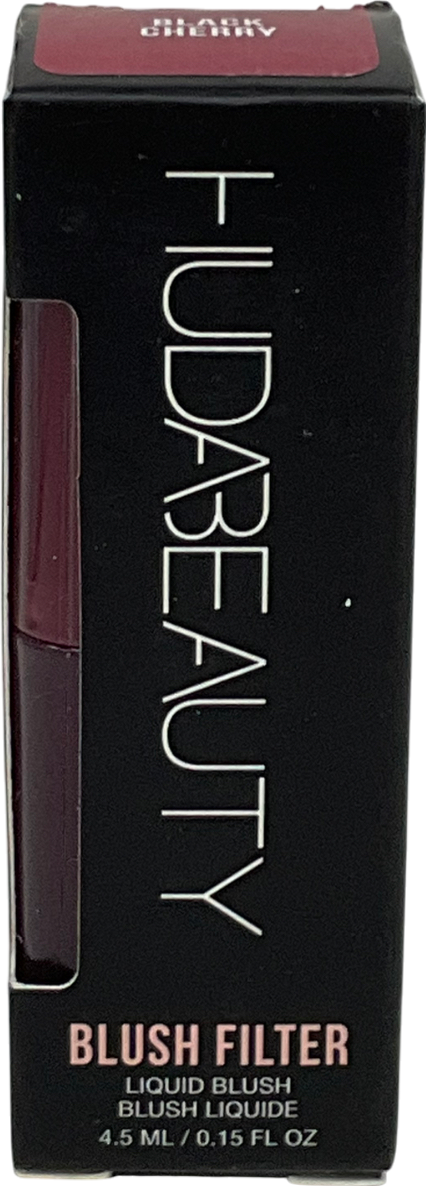 BLACK
CHERRY
HUDABEAUTY
BLUSH FILTER
LIQUID BLUSH
BLUSH LIQUIDE
4.5 ML / 0.15 FL OZ